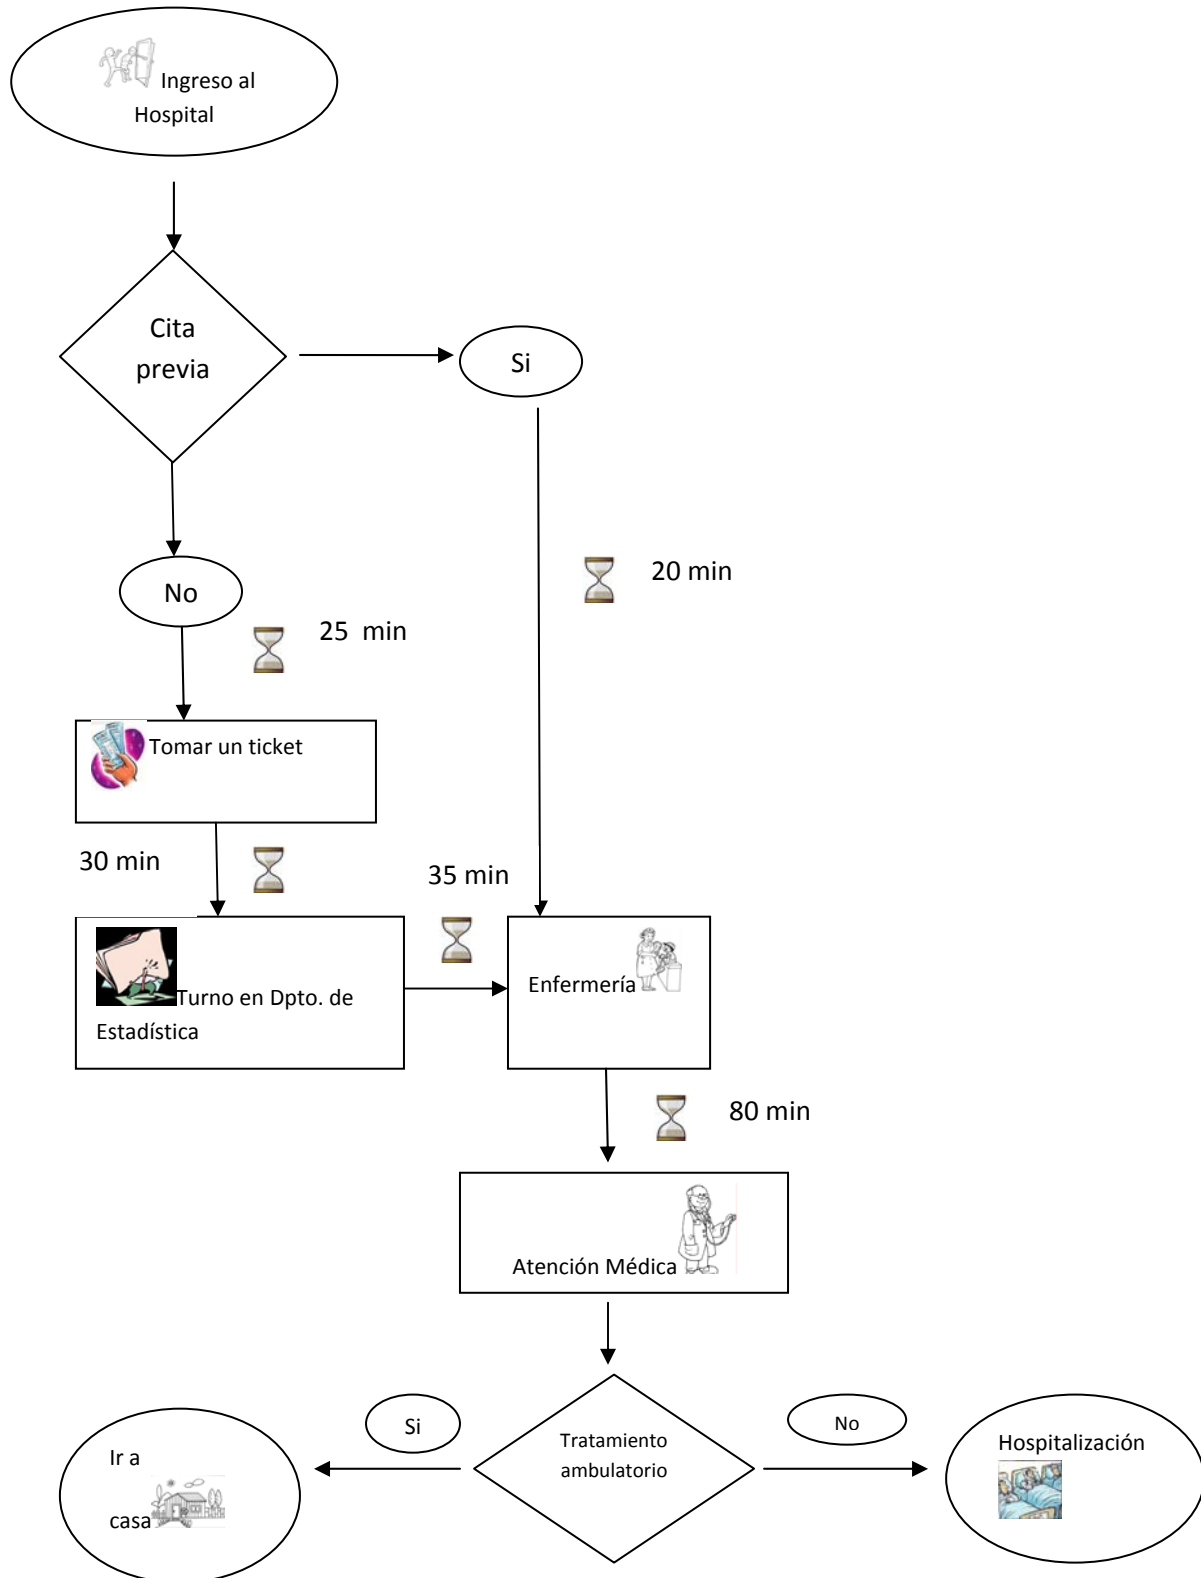 Ingreso al
Hospital
Cita
previa
Si
No
20 min
25 min
Tomar un ticket
30 min
35 min
Turno en Dpto. de
Estadística
Enfermería
80 min
Atención Médica
Si
No
Tratamiento
ambulatorio
Ir a
casa
Hospitalización